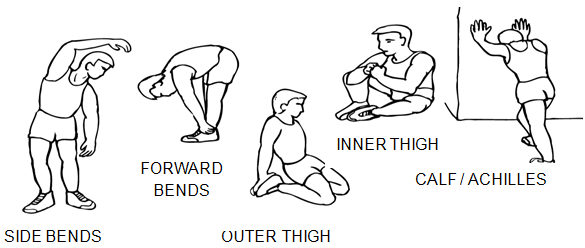 INNER THIGH
FORWARD
BENDS
CALF / ACHILLES
SIDE BENDS
OUTER THIGH